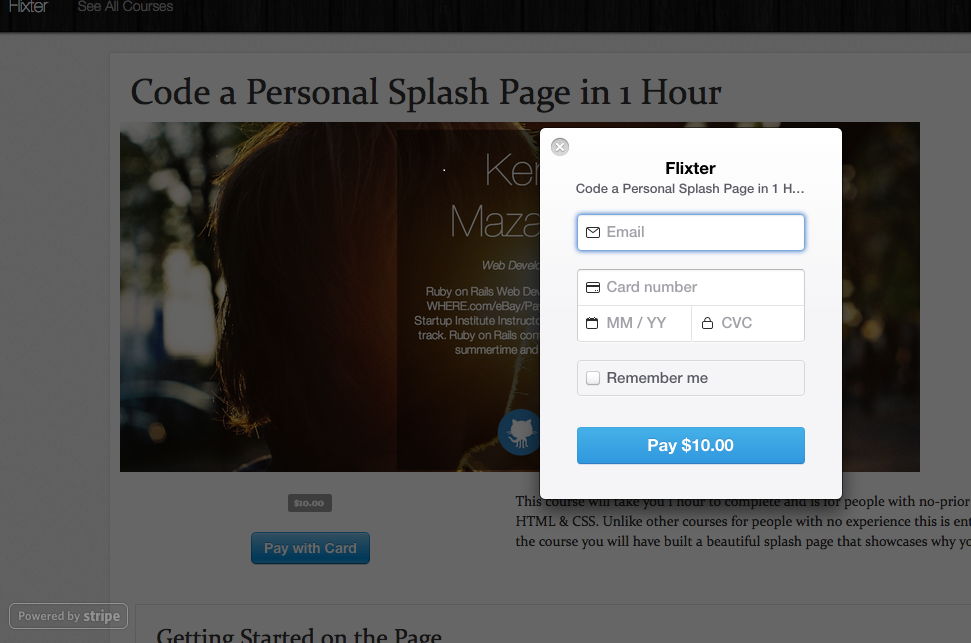 Flixter See All Courses
Code a Personal Splash Page in 1 Hour
Flixter
Code a Personal Splash Page in 1 H...
Email
Card number
MM / YY CVC
Remember me
Pay $10.00
Ker
Maza
Web Develo
Ruby on Rails Web Dev
WHERE.com/eBay/Pa
Startup Institute Instructo
track. Ruby on Rails con
summertime and
$10.00
Pay with Card
This course will take you 1 hour to complete and is for people with no-prior
HTML & CSS. Unlike other courses for people with no experience this is ent
the course you will have built a beautiful splash page that showcases why yo
Powered by stripe
Getting Started on the Page